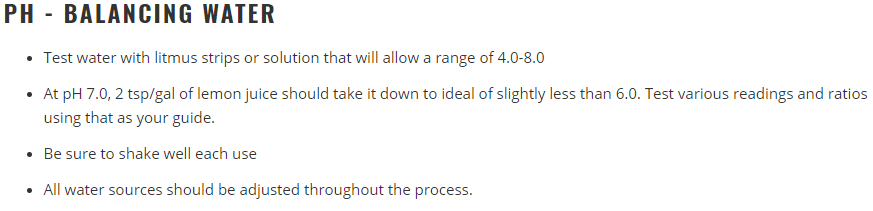 PH - BALANCING WATER
• Test water with litmus strips or solution that will allow a range of 4.0-8.0
• At pH 7.0, 2 tsp/gal of lemon juice should take it down to ideal of slightly less than 6.0. Test various readings and ratios
using that as your guide.
• Be sure to shake well each use
• All water sources should be adjusted throughout the process.